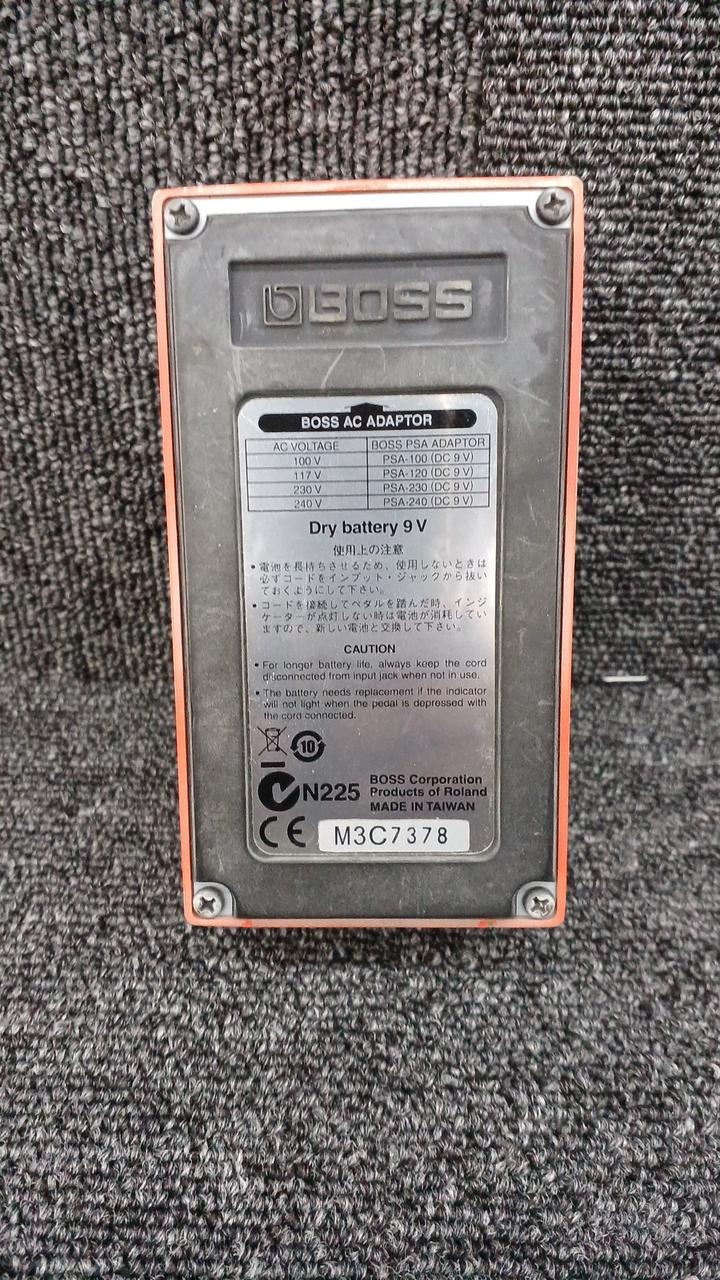 BOSS
BOSS AC ADAPTOR
AC VOLTAGE BOSS PSA ADAPTOR
100 V PSA-100 (DC 9 V)
117 V PSA-120 (DC 9 V)
230 V PSA-230 (DC 9 V)
240 V PSA-240 (DC 9 V)
Dry battery 9 V
使用上の注意
• 電池を長持ちさせるため、使用しないときは
必ずコードをインプット・ジャックから抜い
ておくようにして下さい。
• コードを接続してペダルを踏んだ時、インジ
ケーターが点灯しない時は電池が消耗してい
ますので、新しい電池と交換して下さい。
CAUTION
• For longer battery life, always keep the cord
disconnected from input jack when not in use.
• The battery needs replacement if the indicator
will not light when the pedal is depressed with
the cord connected.
10
N225
BOSS Corporation
Products of Roland
MADE IN TAIWAN
CE
M3C7378